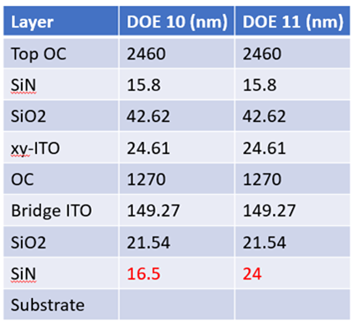 Layer DOE 10 (nm) DOE 11 (nm)
Top OC 2460 2460
SiN 15.8 15.8
SiO2 42.62 42.62
xy-ITO 24.61 24.61
OC 1270 1270
Bridge ITO 149.27 149.27
SiO2 21.54 21.54
SiN 16.5 24
Substrate